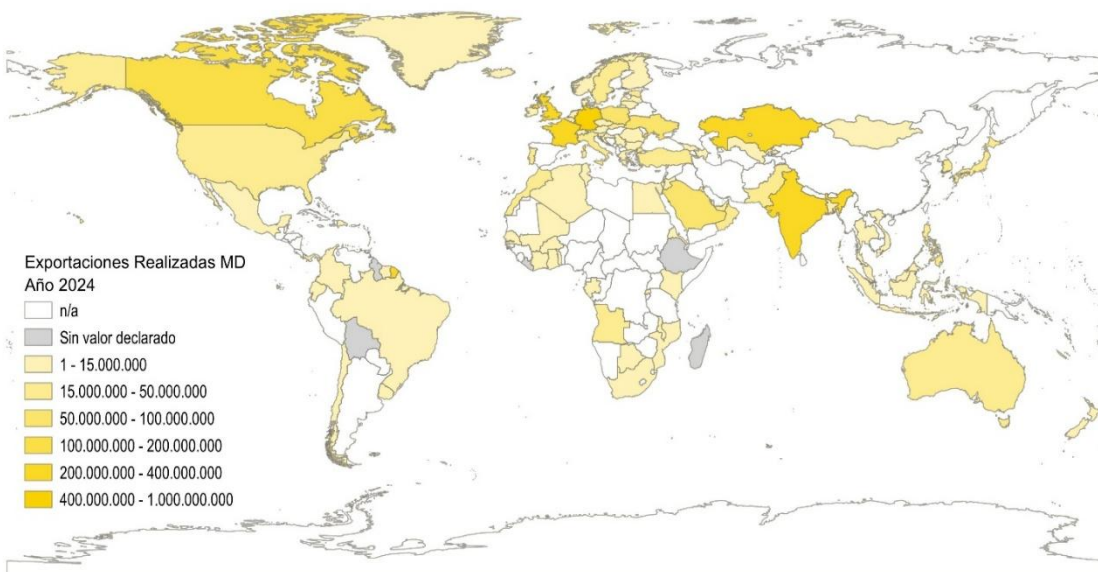 Exportaciones Realizadas MD
Año 2024
n/a
Sin valor declarado
1 - 15.000.000
15.000.000 - 50.000.000
50.000.000 - 100.000.000
100.000.000 - 200.000.000
200.000.000 - 400.000.000
400.000.000 - 1.000.000.000